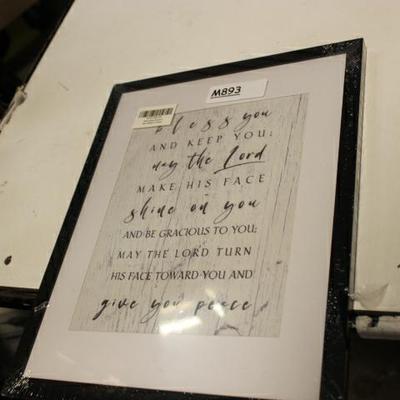 M893
bless you
AND KEEP YOU;
may the Lord
MAKE HIS FACE
shine on you
AND BE GRACIOUS TO YOU;
MAY THE LORD TURN
HIS FACE TOWARD YOU AND
give you peace